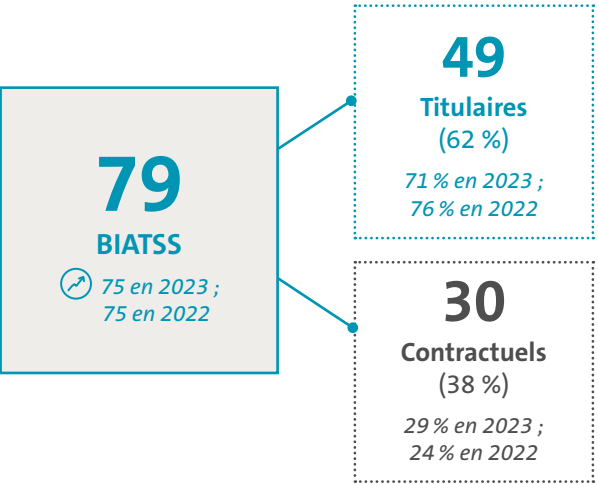 79
BIATSS
75 en 2023 ;
75 en 2022
49
Titulaires
(62 %)
71 % en 2023 ;
76 % en 2022
30
Contractuels
(38 %)
29 % en 2023 ;
24 % en 2022